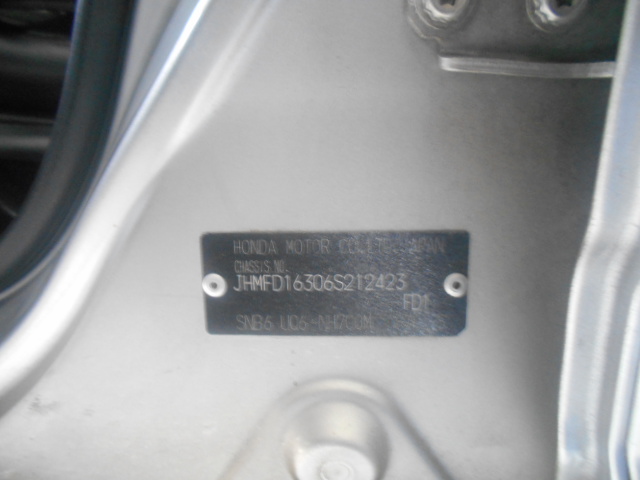 HONDA MOTOR CO.,LTD. JAPAN
CHASSIS NO.
JHMFD16306S212423
FD1
SNB6 UC6-NH700M